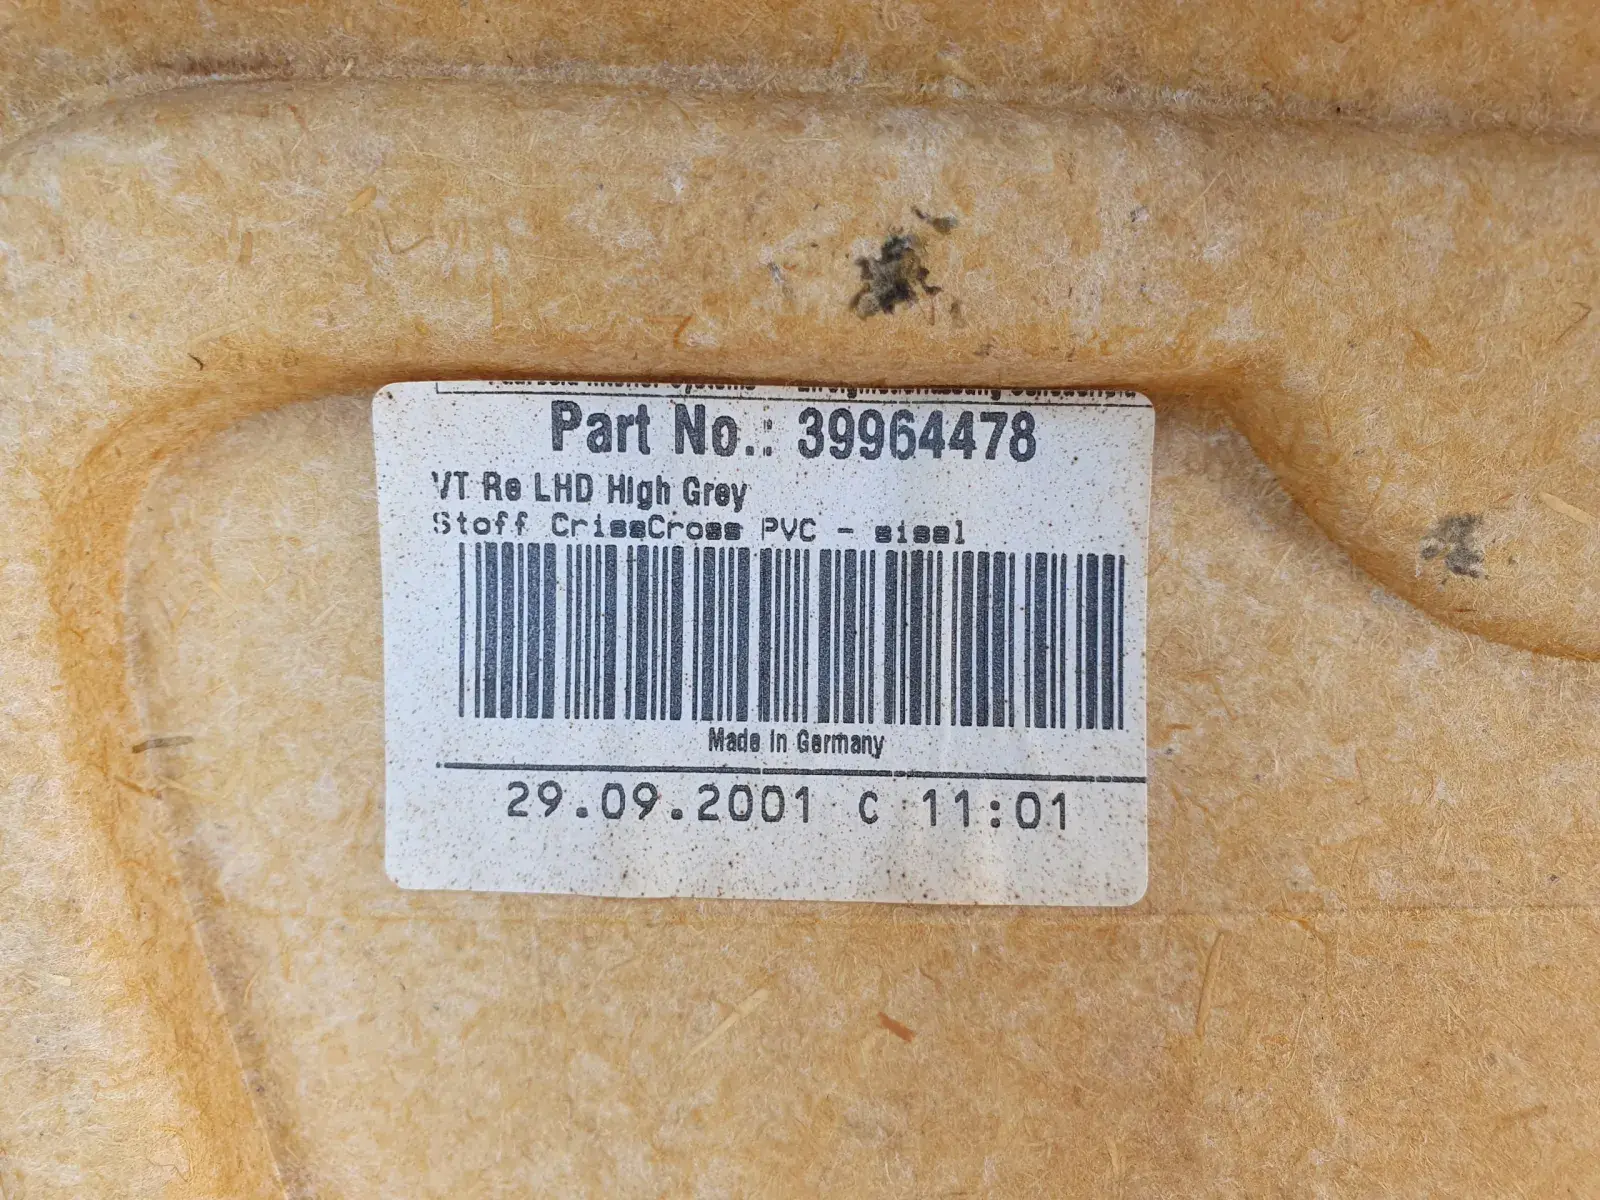 Part No.: 39964478
VT Re LHD High Grey
Stoff CrissCross PVC - sisal
Made in Germany
29.09.2001 C 11:01